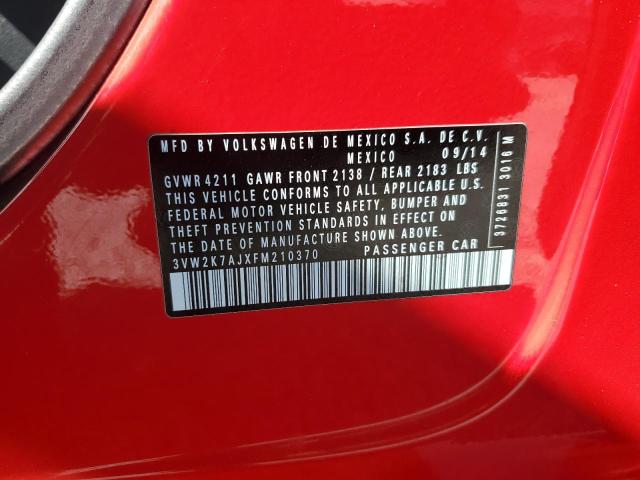 MFD BY VOLKSWAGEN DE MEXICO S.A. DE C.V.
MEXICO 09/14
GVWR 4211 GAWR FRONT 2138 / REAR 2183 LBS
THIS VEHICLE CONFORMS TO ALL APPLICABLE U.S.
FEDERAL MOTOR VEHICLE SAFETY, BUMPER AND
THEFT PREVENTION STANDARDS IN EFFECT ON
THE DATE OF MANUFACTURE SHOWN ABOVE.
3VW2K7AJXFM210370 PASSENGER CAR
3726831 3016 M